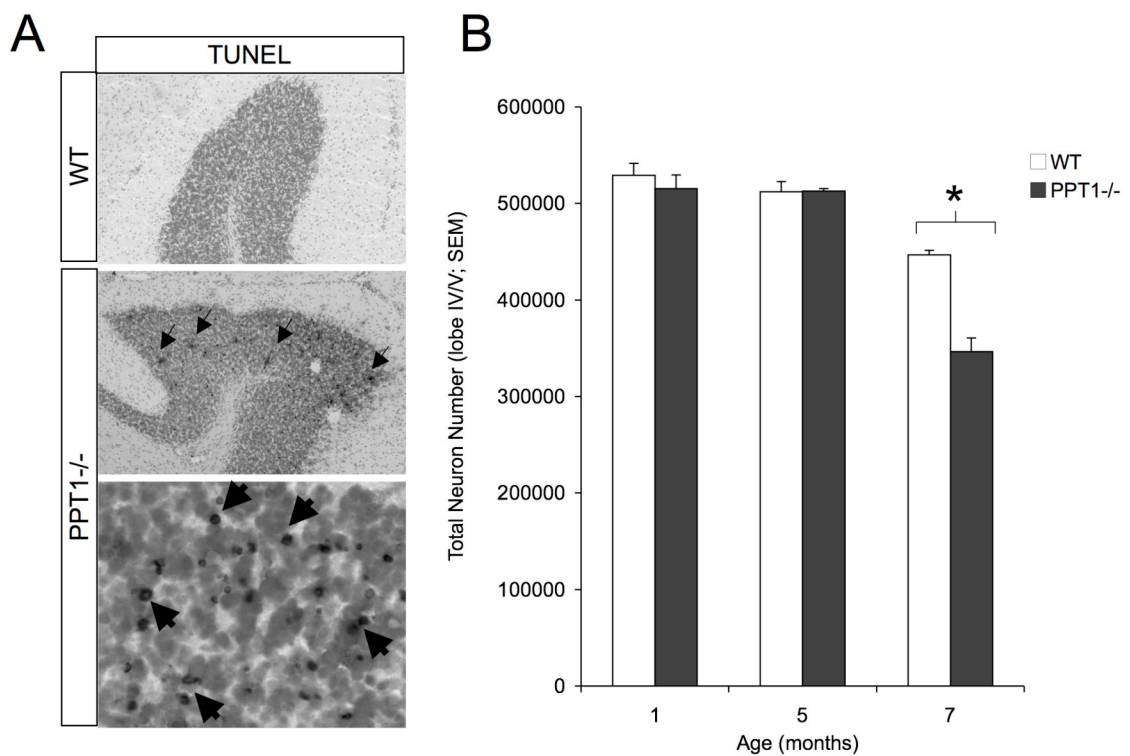 A
TUNEL
WT
PPT1-/-
B
Total Neuron Number (lobe IV/V; SEM)
600000
500000
400000
300000
200000
100000
0
*
1
5
7
Age (months)
WT
PPT1-/-